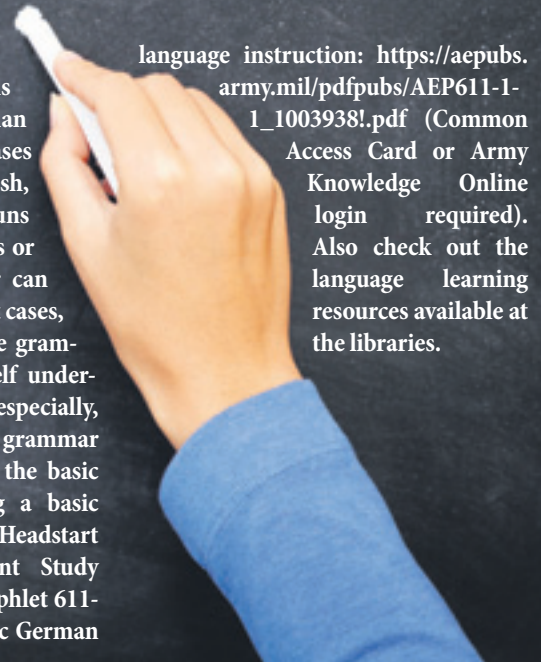 s
an
ases
sh,
uns
s or
can
cases,
e gram-
elf under-
especially,
grammar
the basic
g a basic
Headstart
nt Study
phlet 611-
c German
language instruction: https://aepubs.
army.mil/pdfpubs/AEP611-1-
1_1003938!.pdf (Common
Access Card or Army
Knowledge Online
login required).
Also check out the
language learning
resources available at
the libraries.